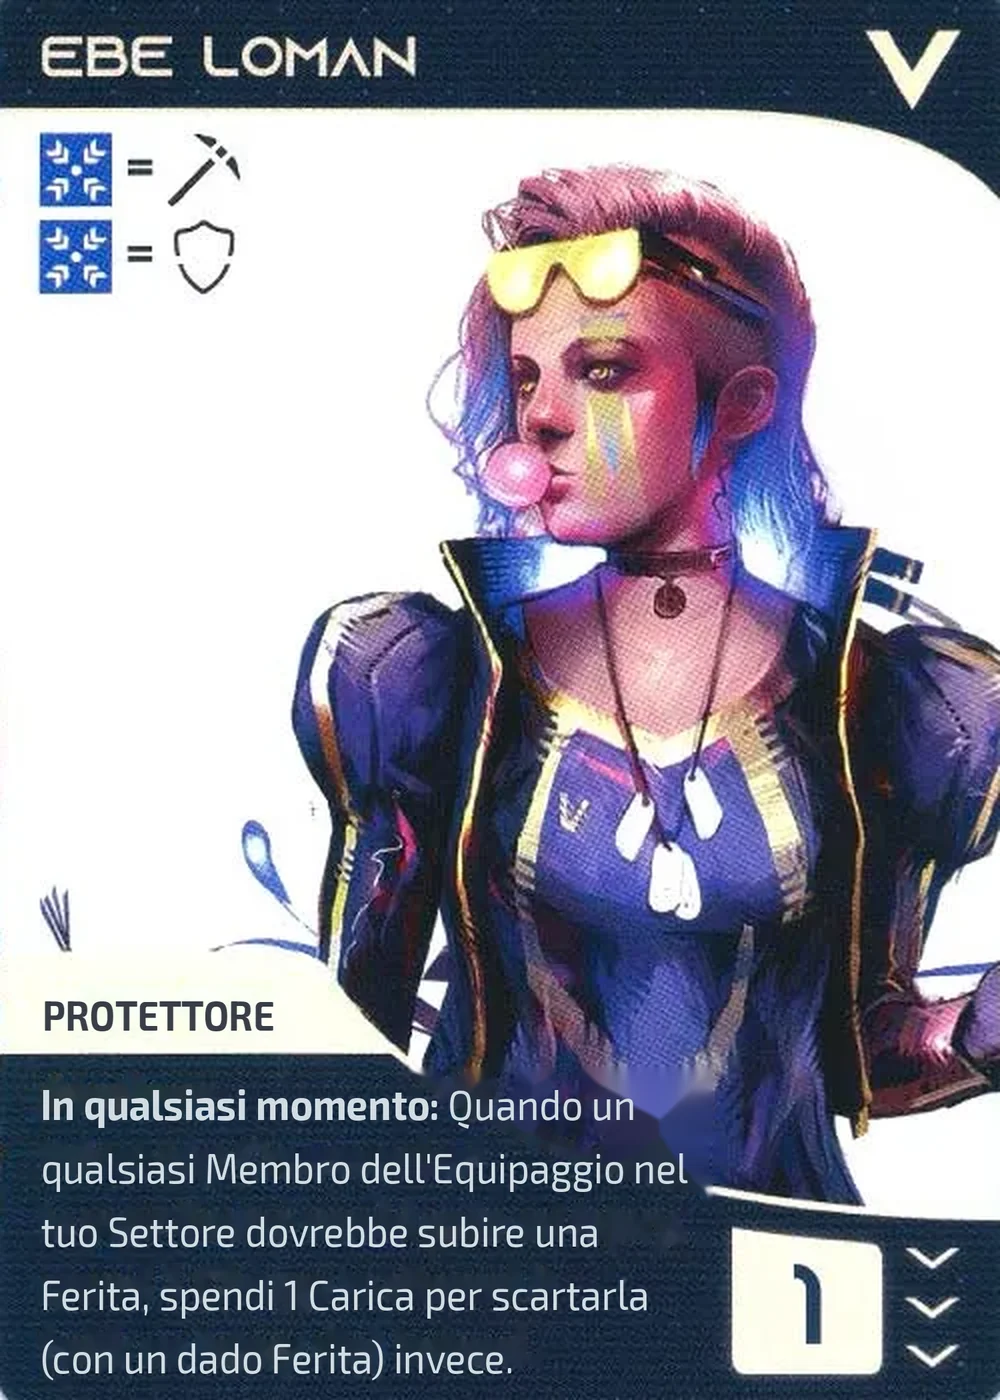 EBE LOMAN
=
=
PROTETTORE
In qualsiasi momento: Quando un
qualsiasi Membro dell'Equipaggio nel
tuo Settore dovrebbe subire una
Ferita, spendi 1 Carica per scartarla
(con un dado Ferita) invece.
1